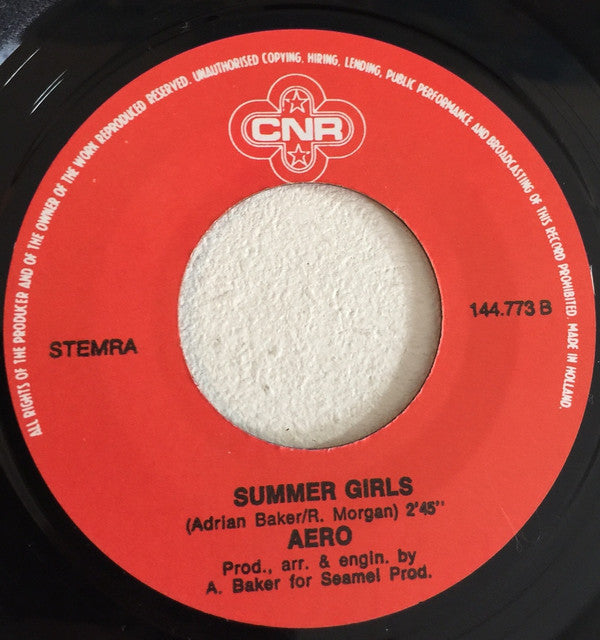 ALL RIGHTS OF THE PRODUCER AND OF THE OWNER OF THE WORK REPRODUCED RESERVED. UNAUTHORISED COPYING, HIRING, LENDING, PUBLIC PERFORMANCE AND BROADCASTING OF THIS RECORD PROHIBITED. MADE IN HOLLAND.
CNR
STEMRA
144.773 B
SUMMER GIRLS
(Adrian Baker/R. Morgan) 2'45"
AERO
Prod., arr. & engin. by
A. Baker for Seamel Prod.